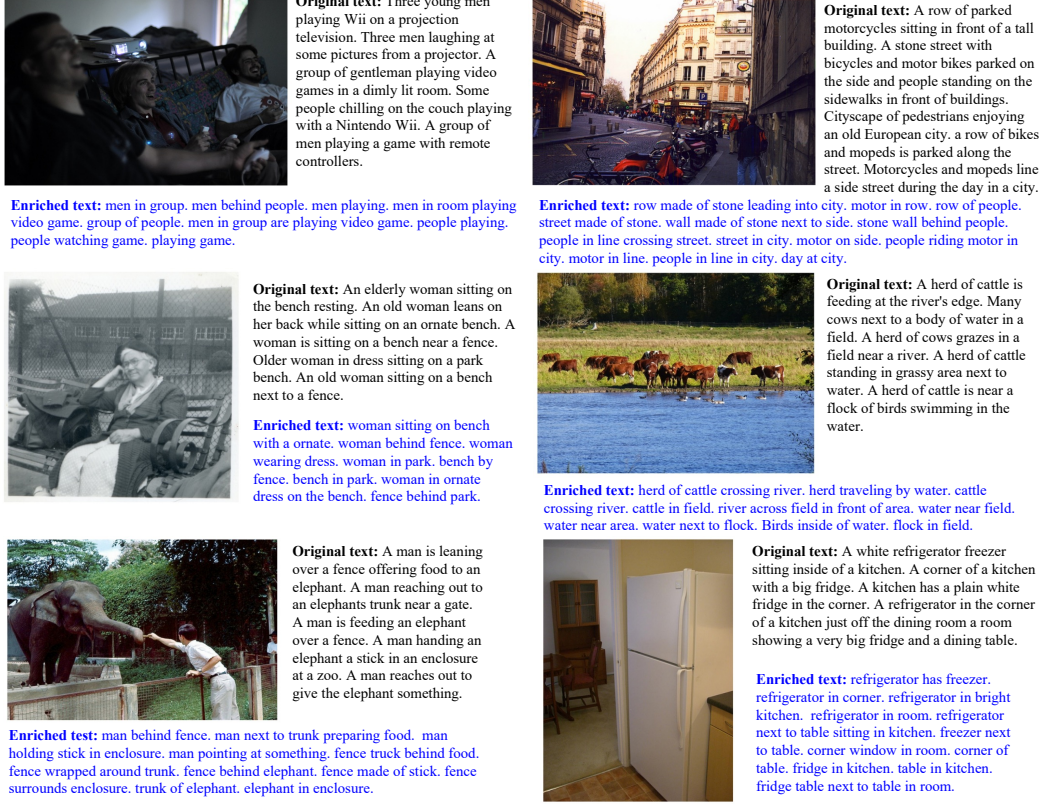 Original text: Three young men
playing Wii on a projection
television. Three men laughing at
some pictures from a projector. A
group of gentleman playing video
games in a dimly lit room. Some
people chilling on the couch playing
with a Nintendo Wii. A group of
men playing a game with remote
controllers.
Enriched text: men in group. men behind people. men playing. men in room playing
video game. group of people. men in group are playing video game. people playing.
people watching game. playing game.
Original text: A row of parked
motorcycles sitting in front of a tall
building. A stone street with
bicycles and motor bikes parked on
the side and people standing on the
sidewalks in front of buildings.
Cityscape of pedestrians enjoying
an old European city. a row of bikes
and mopeds is parked along the
street. Motorcycles and mopeds line
a side street during the day in a city.
Enriched text: row made of stone leading into city. motor in row. row of people.
street made of stone. wall made of stone next to side. stone wall behind people.
people in line crossing street. street in city. motor on side. people riding motor in
city. motor in line. people in line in city. day at city.
Original text: An elderly woman sitting on
the bench resting. An old woman leans on
her back while sitting on an ornate bench. A
woman is sitting on a bench near a fence.
Older woman in dress sitting on a park
bench. An old woman sitting on a bench
next to a fence.
Enriched text: woman sitting on bench
with a ornate. woman behind fence. woman
wearing dress. woman in park. bench by
fence. bench in park. woman in ornate
dress on the bench. fence behind park.
Original text: A herd of cattle is
feeding at the river's edge. Many
cows next to a body of water in a
field. A herd of cows grazes in a
field near a river. A herd of cattle
standing in grassy area next to
water. A herd of cattle is near a
flock of birds swimming in the
water.
Enriched text: herd of cattle crossing river. herd traveling by water. cattle
crossing river. cattle in field. river across field in front of area. water near field.
water near area. water next to flock. Birds inside of water. flock in field.
Original text: A man is leaning
over a fence offering food to an
elephant. A man reaching out to
an elephants trunk near a gate.
A man is feeding an elephant
over a fence. A man handing an
elephant a stick in an enclosure
at a zoo. A man reaches out to
give the elephant something.
Enriched test: man behind fence. man next to trunk preparing food. man
holding stick in enclosure. man pointing at something. fence truck behind food.
fence wrapped around trunk. fence behind elephant. fence made of stick. fence
surrounds enclosure. trunk of elephant. elephant in enclosure.
Original text: A white refrigerator freezer
sitting inside of a kitchen. A corner of a kitchen
with a big fridge. A kitchen has a plain white
fridge in the corner. A refrigerator in the corner
of a kitchen just off the dining room a room
showing a very big fridge and a dining table.
Enriched text: refrigerator has freezer.
refrigerator in corner. refrigerator in bright
kitchen. refrigerator in room. refrigerator
next to table sitting in kitchen. freezer next
to table. corner window in room. corner of
table. fridge in kitchen. table in kitchen.
fridge table next to table in room.